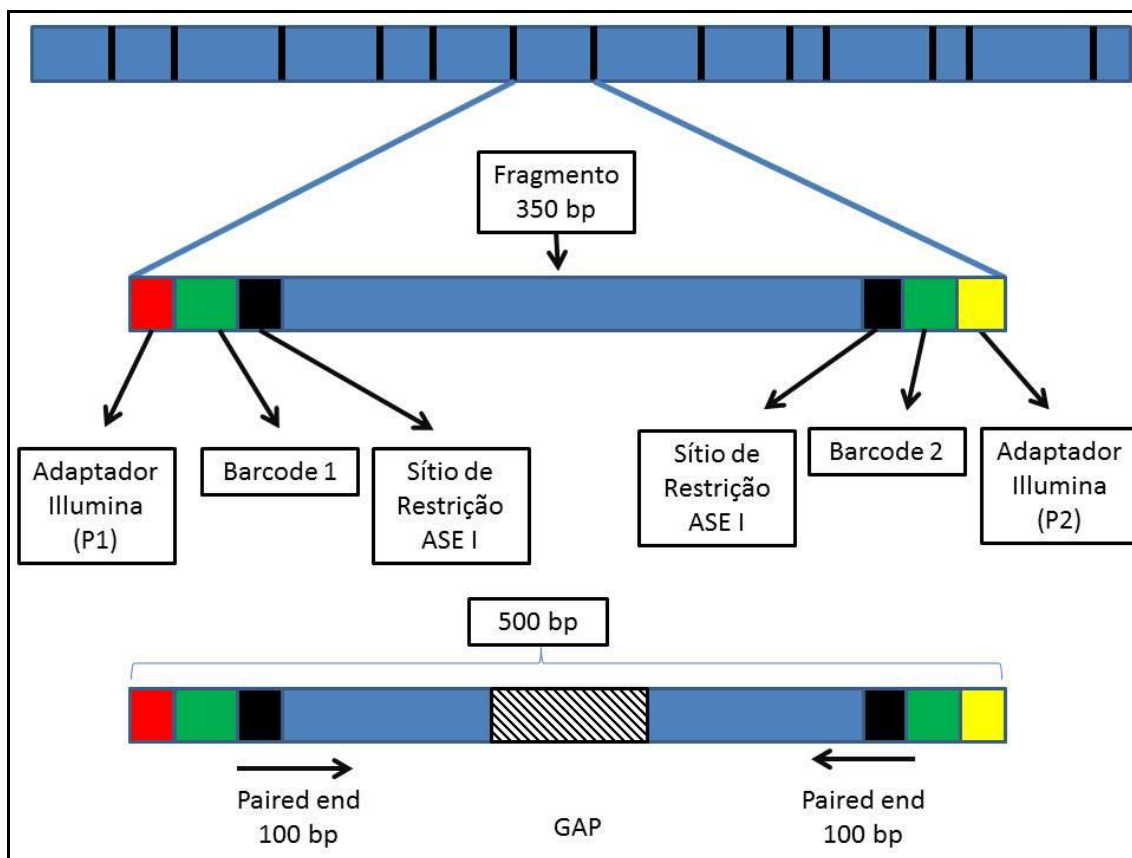 Fragmento
350 bp
Adaptador
Illumina
(P1)
Barcode 1
Sítio de
Restrição
ASE I
Sítio de
Restrição
ASE I
Barcode 2
Adaptador
Illumina
(P2)
500 bp
Paired end
100 bp
GAP
Paired end
100 bp